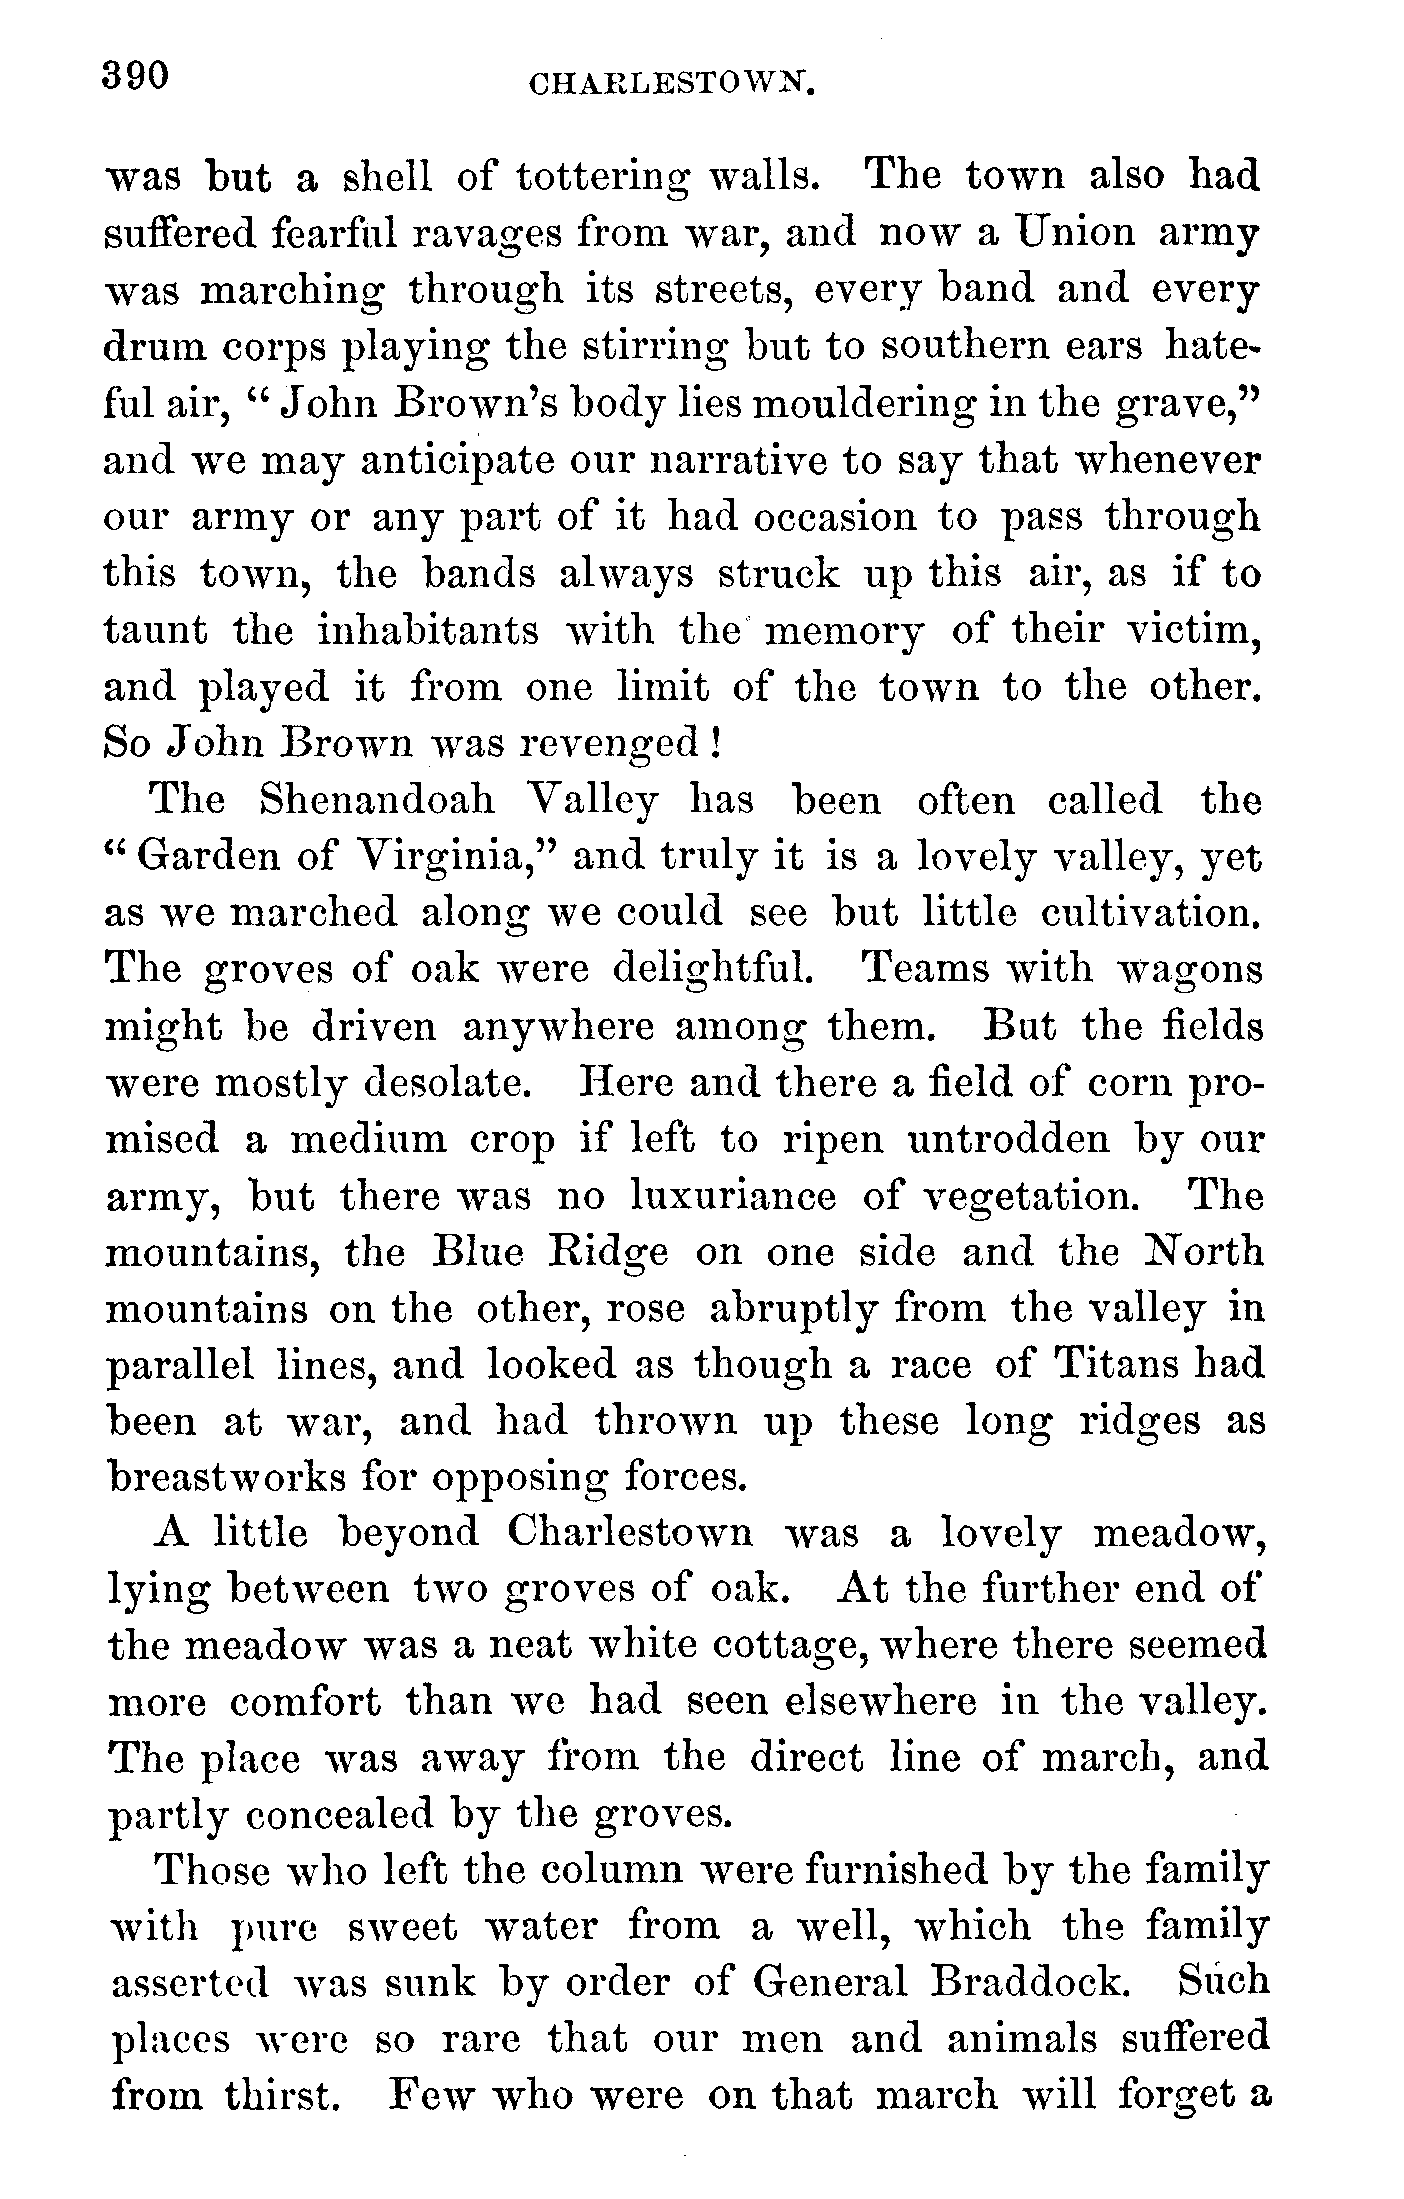 390
CHARLESTOWN.
was but a shell of tottering walls. The town also had
suffered fearful ravages from war, and now a Union army
was marching through its streets, every band and every
drum corps playing the stirring but to southern ears hate-
ful air, “ John Brown’s body lies mouldering in the grave,”
and we may anticipate our narrative to say that whenever
our army or any part of it had occasion to pass through
this town, the bands always struck up this air, as if to
taunt the inhabitants with the memory of their victim,
and played it from one limit of the town to the other.
So John Brown was revenged !
The Shenandoah Valley has been often called the
“ Garden of Virginia,” and truly it is a lovely valley, yet
as we marched along we could see but little cultivation.
The groves of oak were delightful. Teams with wagons
might be driven anywhere among them. But the fields
were mostly desolate. Here and there a field of corn pro-
mised a medium crop if left to ripen untrodden by our
army, but there was no luxuriance of vegetation. The
mountains, the Blue Ridge on one side and the North
mountains on the other, rose abruptly from the valley in
parallel lines, and looked as though a race of Titans had
been at war, and had thrown up these long ridges as
breastworks for opposing forces.
A little beyond Charlestown was a lovely meadow,
lying between two groves of oak. At the further end of
the meadow was a neat white cottage, where there seemed
more comfort than we had seen elsewhere in the valley.
The place was away from the direct line of march, and
partly concealed by the groves.
Those who left the column were furnished by the family
with pure sweet water from a well, which the family
asserted was sunk by order of General Braddock. Such
places were so rare that our men and animals suffered
from thirst. Few who were on that march will forget a